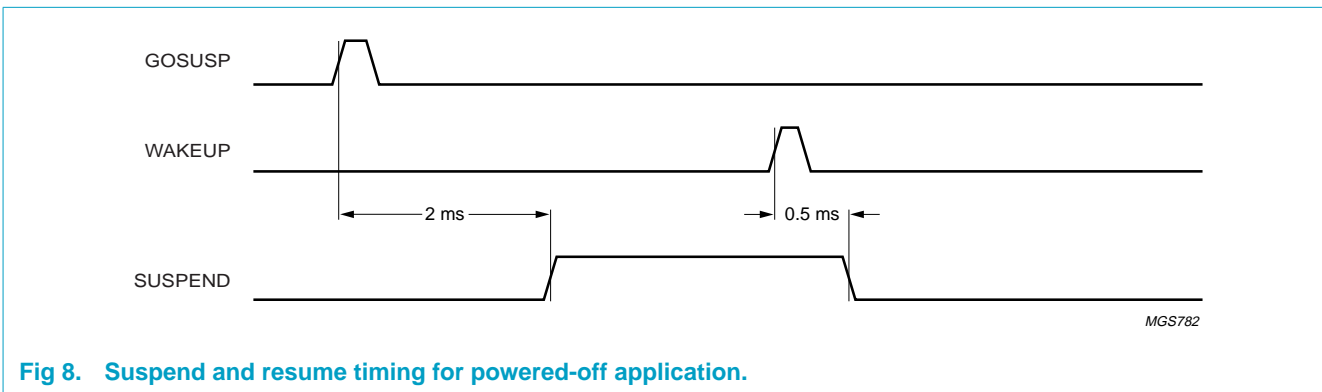 GOSUSP
WAKEUP
2 ms
0.5 ms
SUSPEND
MGS782
Fig 8. Suspend and resume timing for powered-off application.